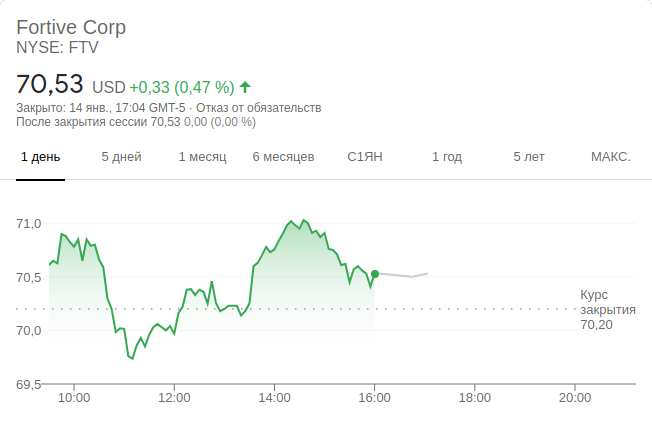 Fortive Corp
NYSE: FTV
70,53 USD +0,33 (0,47 %)
Закрыто: 14 янв., 17:04 GMT-5 · Отказ от обязательств
После закрытия сессии 70,53 0,00 (0,00 %)
1 день 5 дней 1 месяц 6 месяцев С1ЯН 1 год 5 лет МАКС.
71,0
70,5
Курс
закрытия
70,20
70,0
69,5
10:00 12:00 14:00 16:00 18:00 20:00